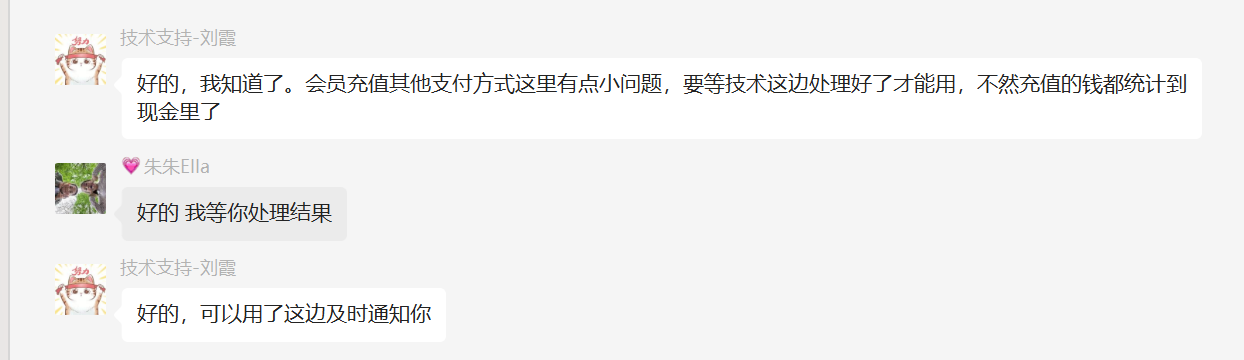 技术支持-刘霞
好的，我知道了。会员充值其他支付方式这里有点小问题，要等技术这边处理好了才能用，不然充值的钱都统计到
现金里了
💗朱朱Ella
好的 我等你处理结果
技术支持-刘霞
好的，可以用了这边及时通知你